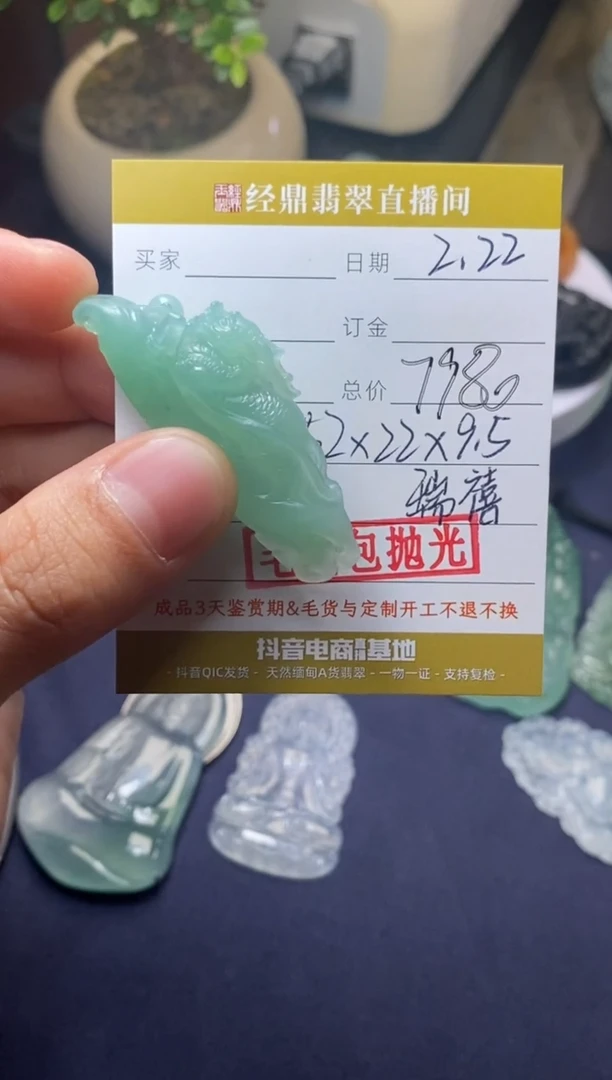 经鼎翡翠直播间
买家 日期 2.22
订金
总价 7980
52×22×9.5
瑞禧
包抛光
成品3天鉴赏期&毛货与定制开工不退不换
抖音电商直播基地
- 抖音QIC发货 - 天然缅甸A货翡翠 - 一物一证 - 支持复检 -